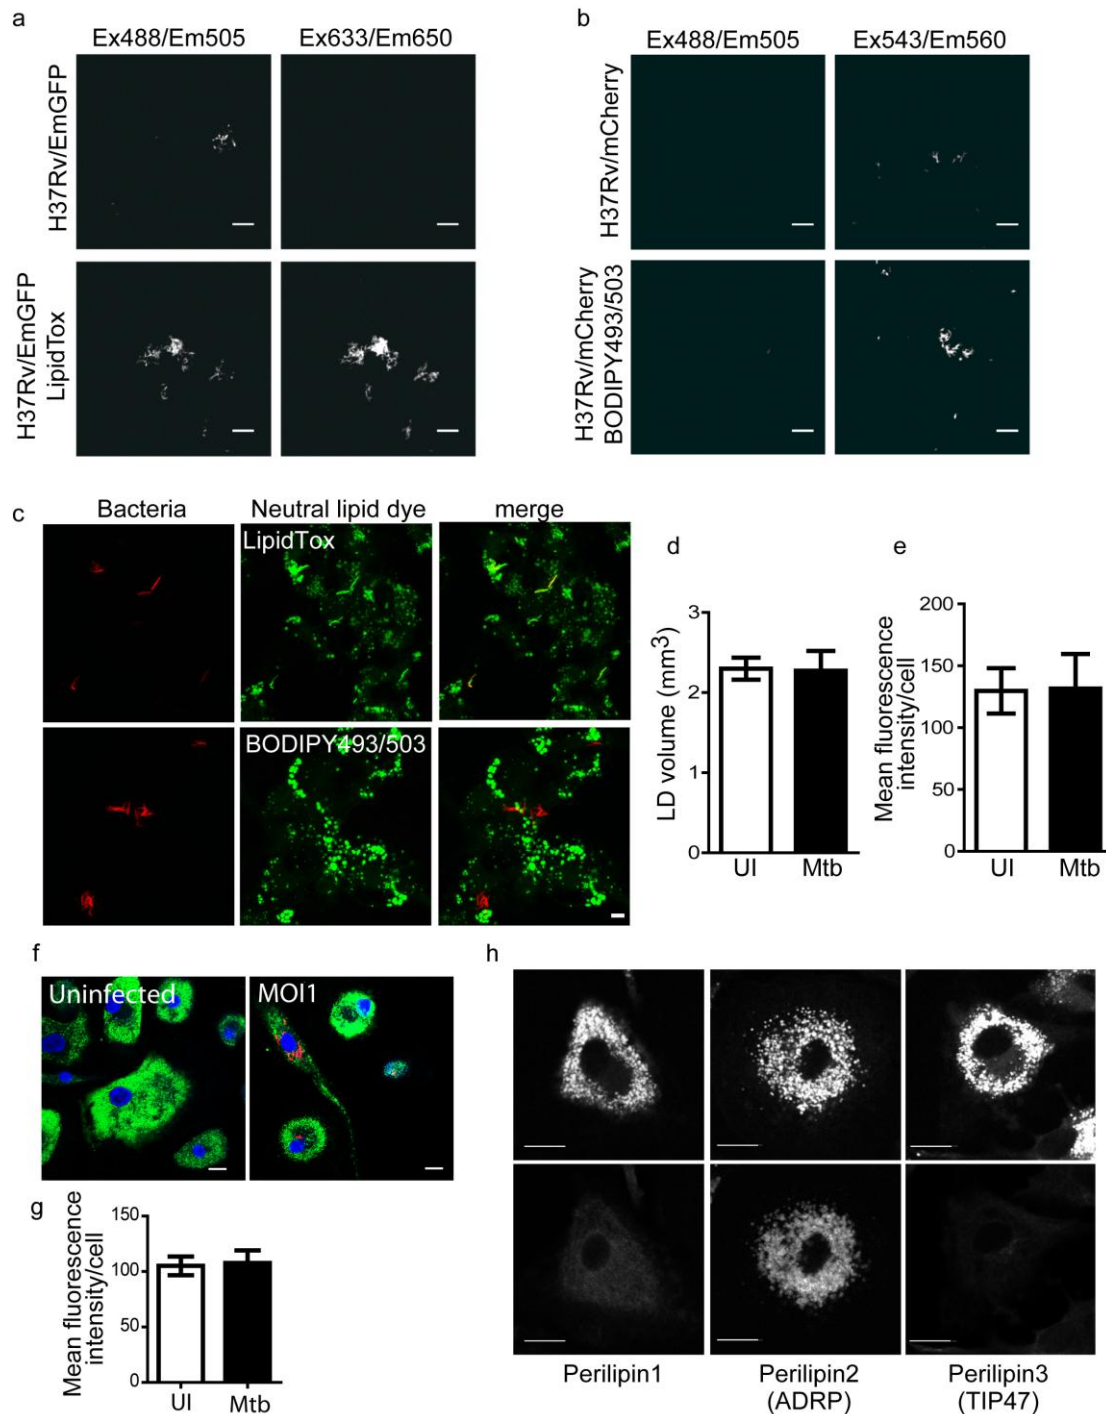 a
Ex488/Em505 Ex633/Em650
H37Rv/EmGFP
H37Rv/EmGFP
LipidTox
b
Ex488/Em505 Ex543/Em560
H37Rv/mCherry
H37Rv/mCherry
BODIPY493/503
c
Bacteria Neutral lipid dye merge
LipidTox
BODIPY493/503
d
LD volume (mm3)
3
2
1
0
UI Mtb
e
Mean fluorescence
intensity/cell
200
150
100
50
0
UI Mtb
f
Uninfected MOI1
g
Mean fluorescence
intensity/cell
150
100
50
0
UI Mtb
h
Perilipin1 Perilipin2 Perilipin3
(ADRP) (TIP47)